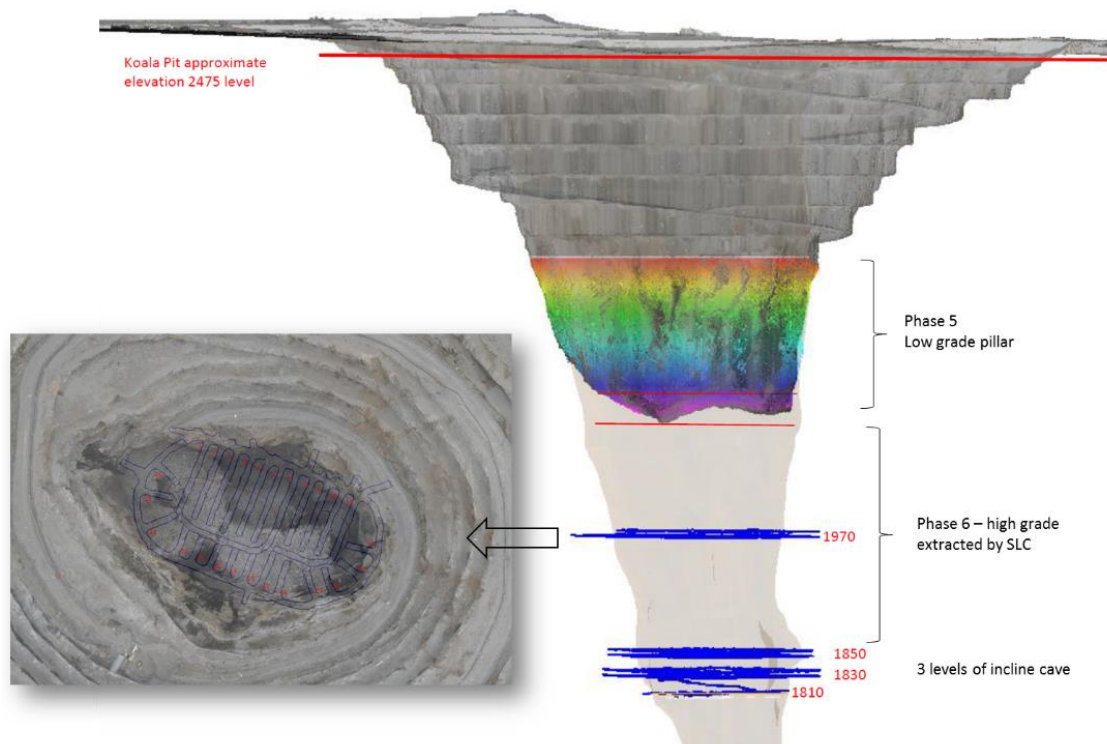 Koala Pit approximate
elevation 2475 level
Phase 5
Low grade pillar
1970
Phase 6 – high grade
extracted by SLC
1850
1830
1810
3 levels of incline cave